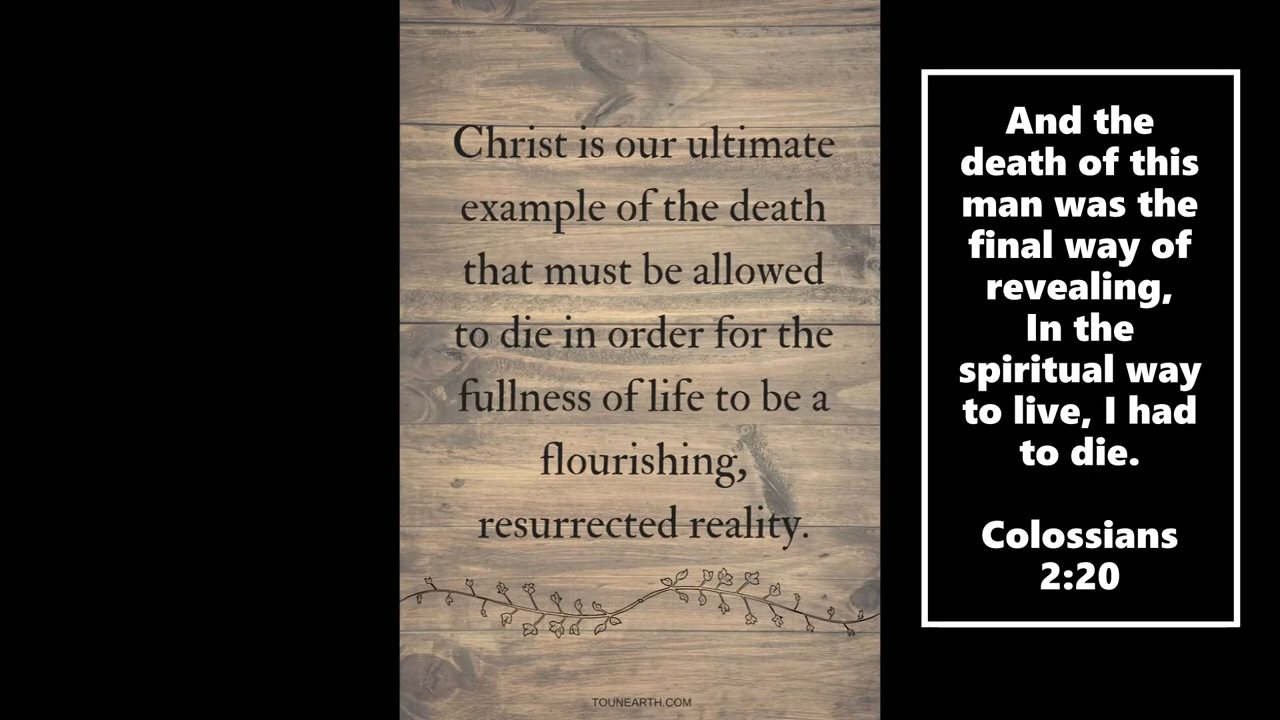 Christ is our ultimate
example of the death
that must be allowed
to die in order for the
fullness of life to be a
flourishing,
resurrected reality.
TOUNEARTH.COM
And the
death of this
man was the
final way of
revealing,
In the
spiritual way
to live, I had
to die.
Colossians
2:20